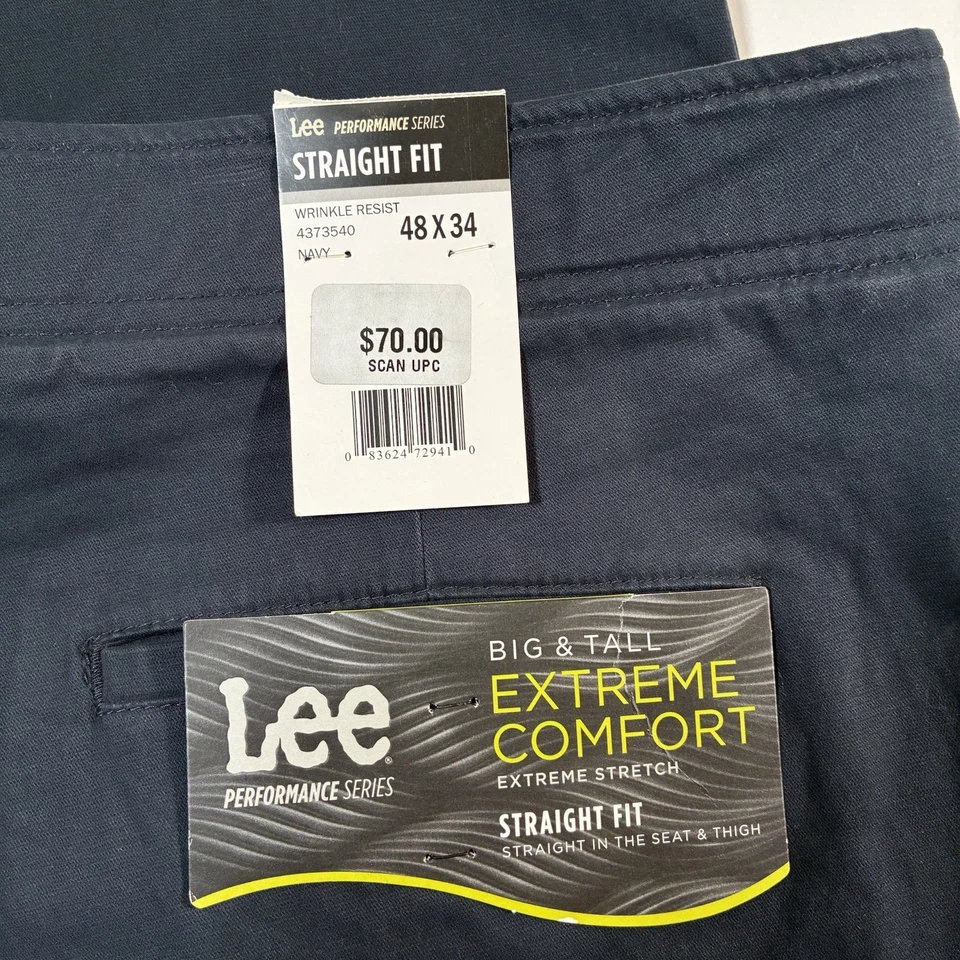 Lee PERFORMANCE SERIES
STRAIGHT FIT
WRINKLE RESIST
4373540 48 X 34
NAVY
$70.00
SCAN UPC
0 83624 72941 0
BIG & TALL
EXTREME
COMFORT
EXTREME STRETCH
STRAIGHT FIT
STRAIGHT IN THE SEAT & THIGH
Lee®
PERFORMANCE SERIES